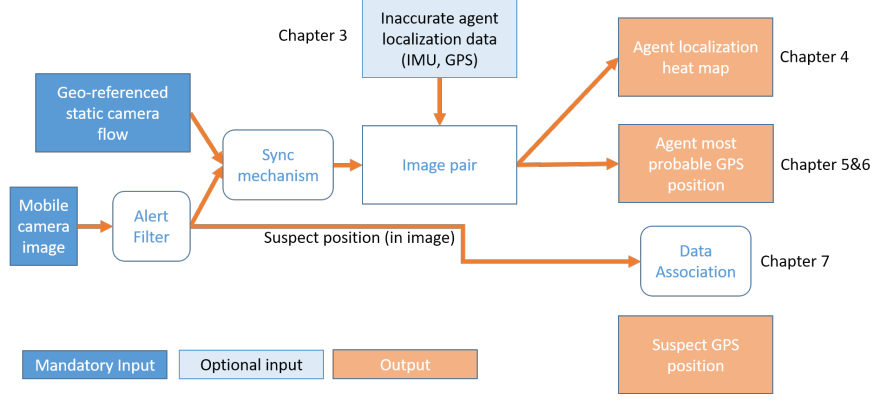 Chapter 3
Inaccurate agent
localization data
(IMU, GPS)
Agent localization
heat map
Chapter 4
Geo-referenced
static camera
flow
Sync
mechanism
Image pair
Agent most
probable GPS
position
Chapter 5&6
Mobile
camera
image
Alert
Filter
Suspect position (in image)
Data
Association
Chapter 7
Suspect GPS
position
Mandatory Input
Optional input
Output